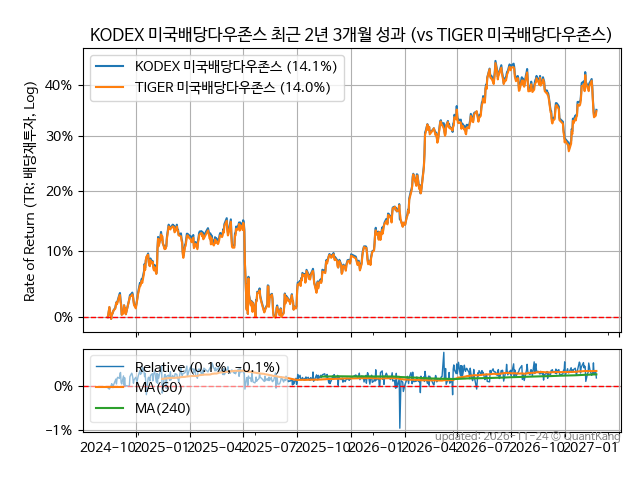 KODEX 미국배당다우존스 최근 2년 3개월 성과 (vs TIGER 미국배당다우존스)
Rate of Return (TR: 배당재투자, Log)
KODEX 미국배당다우존스 (14.1%)
TIGER 미국배당다우존스 (14.0%)
40%
30%
20%
10%
0%
Relative (0.1%, -0.1%)
MA(60)
MA(240)
0%
−1%
updated: 2026-11-24 © QuantKang
2024-10 2025-01 2025-04 2025-07 2025-10 2026-01 2026-04 2026-07 2026-10 2027-01